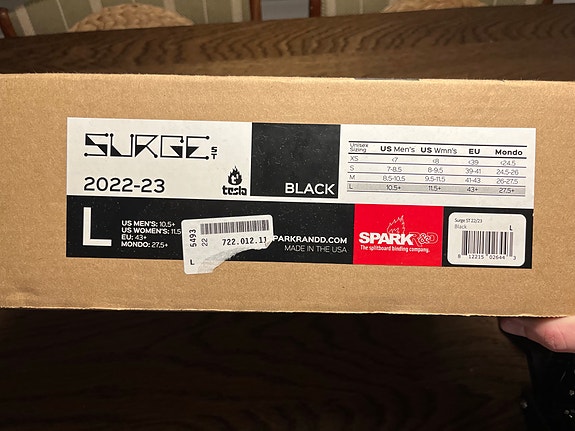 SURGE ST
2022-23
tesla
BLACK
Unisex Sizing US Men's US Wmn's EU Mondo
XS <7 <8 <39 <24.5
S 7-8.5 8-9.5 39-41 24.5-26
M 8.5-10.5 9.5-11.5 41-43 26-27.5
L 10.5+ 11.5+ 43+ 27.5+
L
US MEN'S: 10,5+
US WOMEN'S: 11.5
EU: 43+
MONDO: 27,5+
5493
22
L
722.012.11
SPARKRANDD.COM
MADE IN THE USA
SPARK R&D
The splitboard binding company.
Surge ST 22/23
Black L
8 12215 02644 3